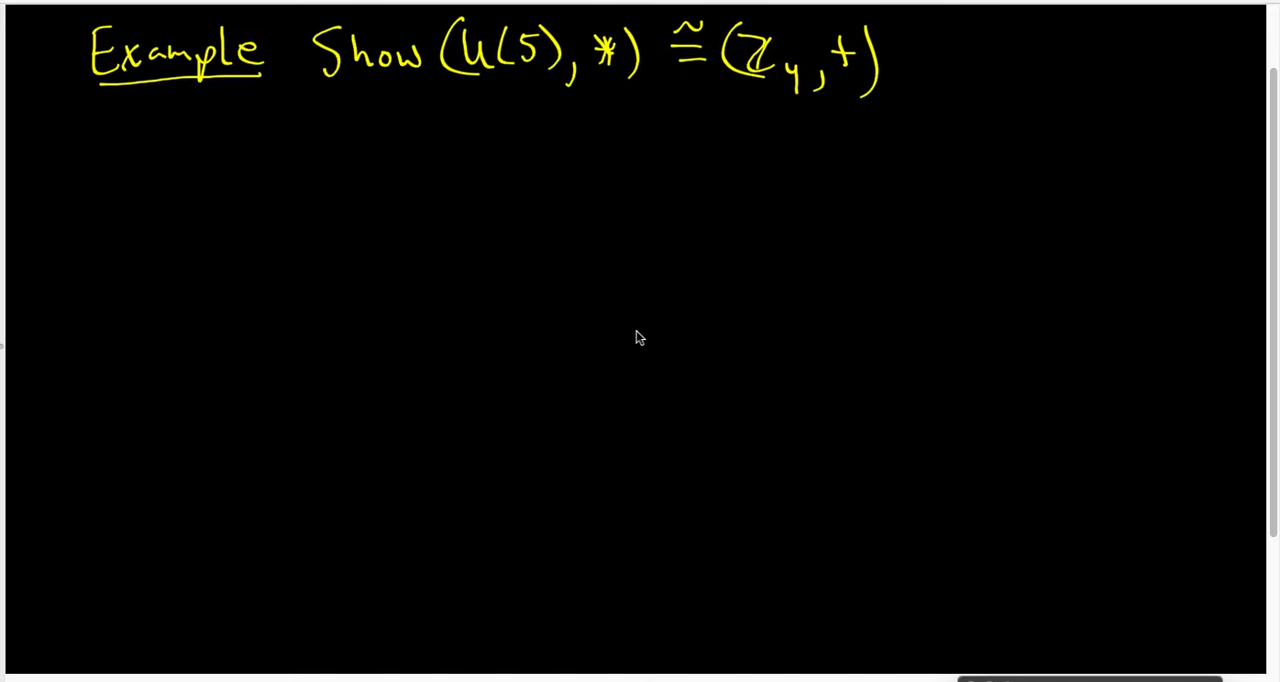 Example Show (U(5), *) ≅ (ℤ₄, +)